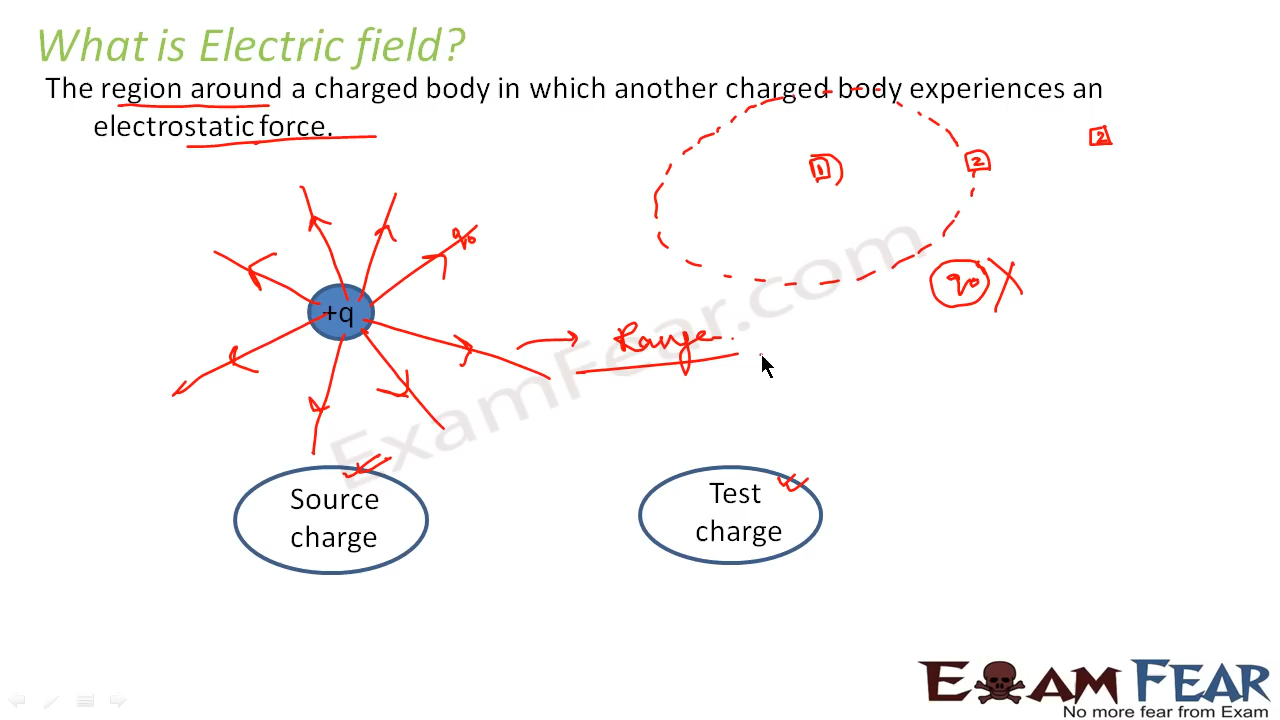 What is Electric field?
The region around a charged body in which another charged body experiences an
electrostatic force.
2
1
2
q₀
q₀
+q
Range
ExamFear.com
Source
charge
Test
charge
EXAM FEAR
No more fear from Exam